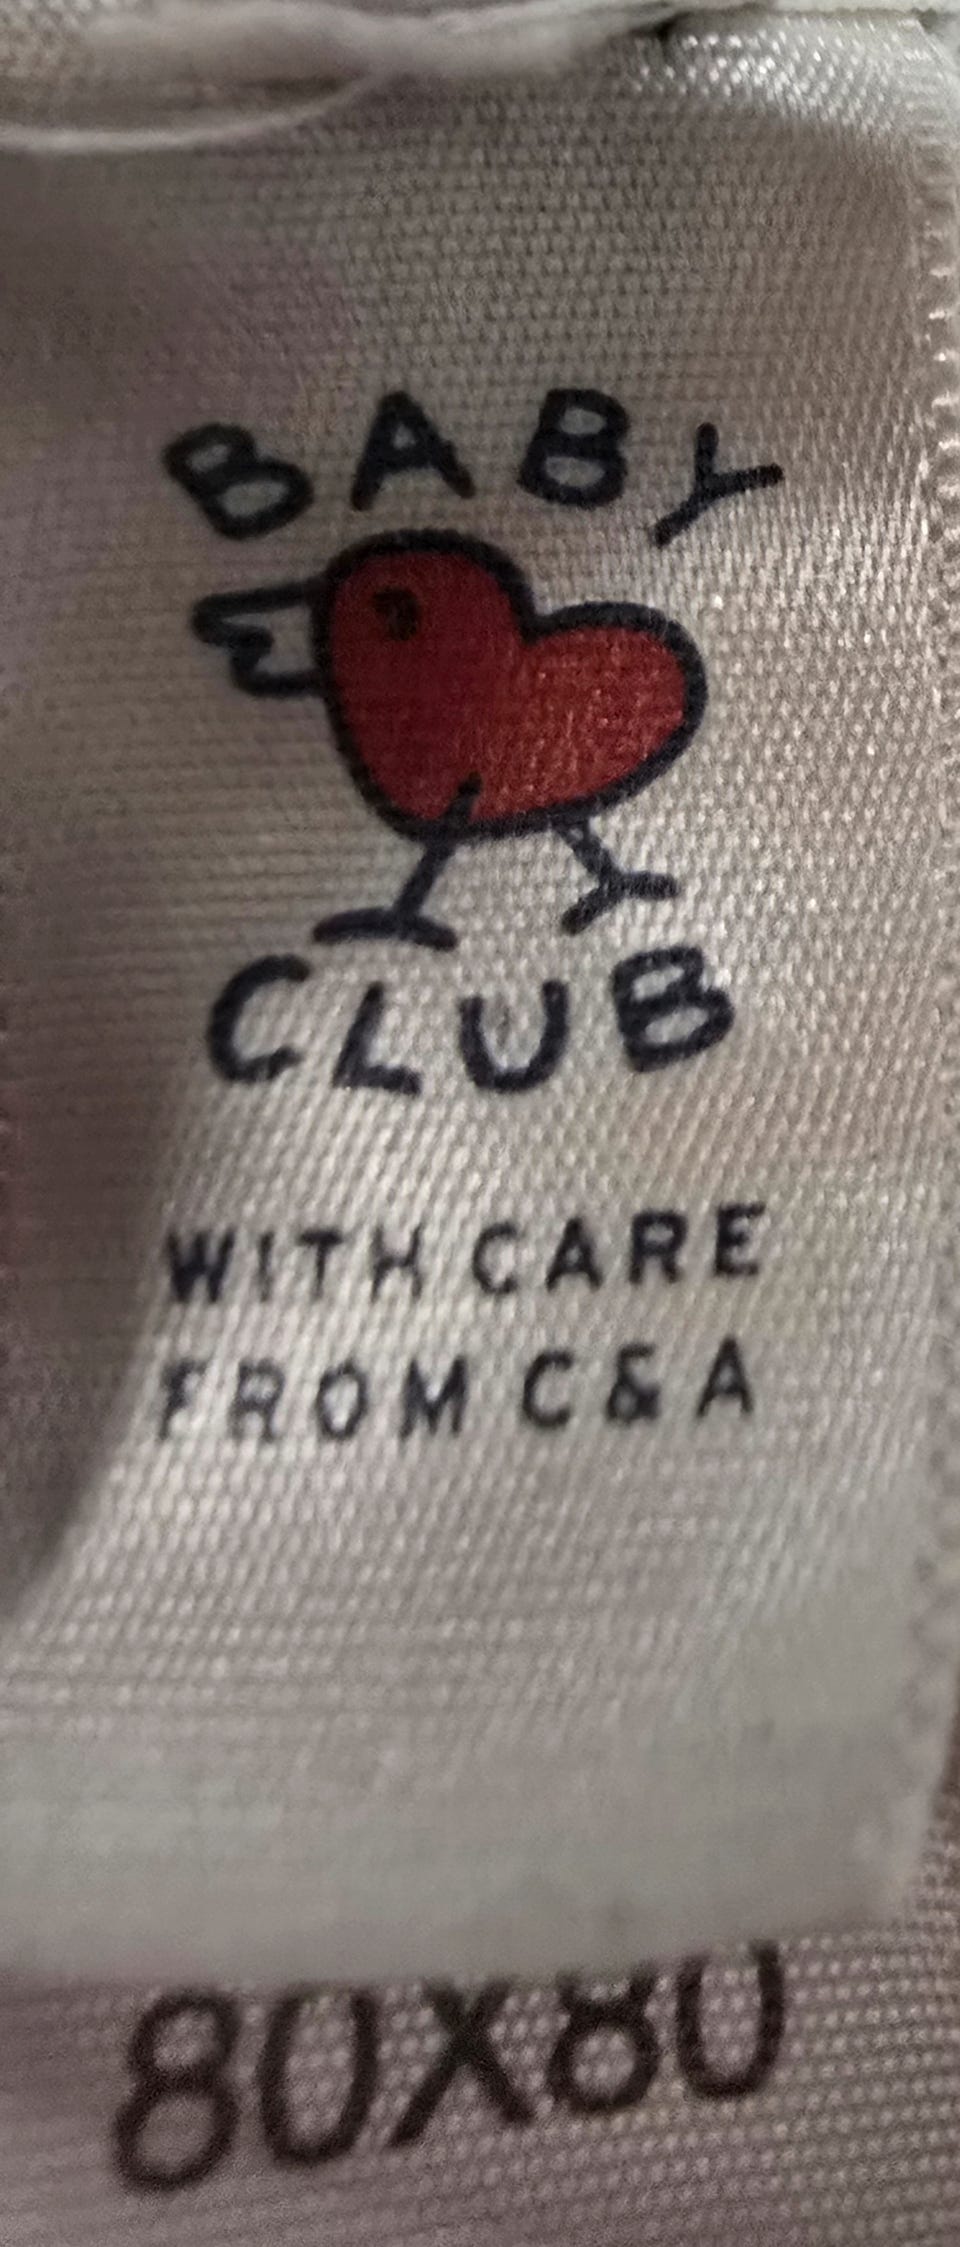 BABY
CLUB
WITH CARE
FROM C&A
80X80